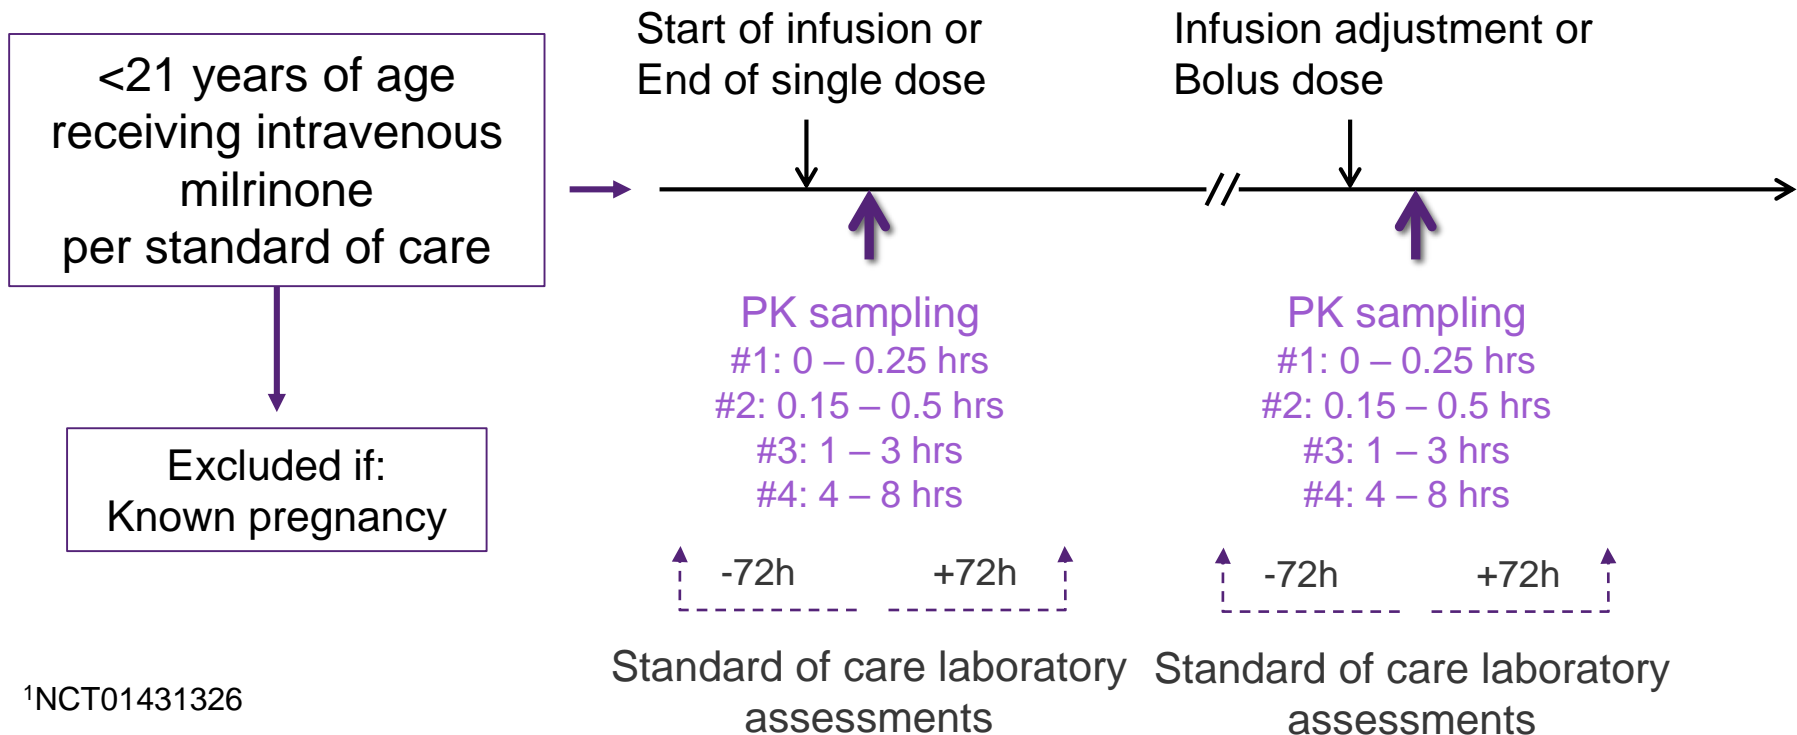 <21 years of age
receiving intravenous
milrinone
per standard of care
Excluded if:
Known pregnancy
Start of infusion or
End of single dose
Infusion adjustment or
Bolus dose
PK sampling
#1: 0 – 0.25 hrs
#2: 0.15 – 0.5 hrs
#3: 1 – 3 hrs
#4: 4 – 8 hrs
-72h +72h
Standard of care laboratory
assessments
PK sampling
#1: 0 – 0.25 hrs
#2: 0.15 – 0.5 hrs
#3: 1 – 3 hrs
#4: 4 – 8 hrs
-72h +72h
Standard of care laboratory
assessments
¹NCT01431326